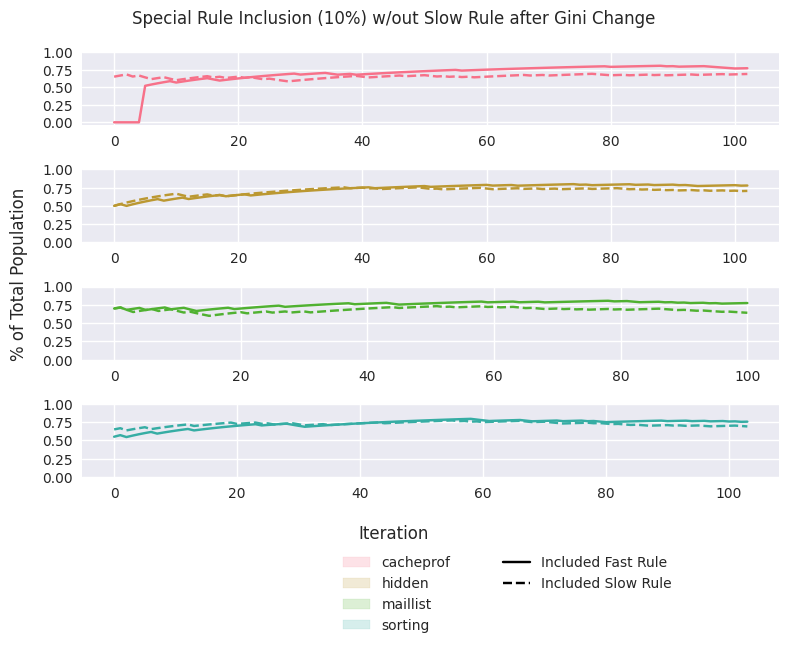 Special Rule Inclusion (10%) w/out Slow Rule after Gini Change
% of Total Population
1.00
0.75
0.50
0.25
0.00
0 20 40 60 80 100
1.00
0.75
0.50
0.25
0.00
0 20 40 60 80 100
1.00
0.75
0.50
0.25
0.00
0 20 40 60 80 100
1.00
0.75
0.50
0.25
0.00
0 20 40 60 80 100
Iteration
cacheprof
hidden
maillist
sorting
Included Fast Rule
Included Slow Rule